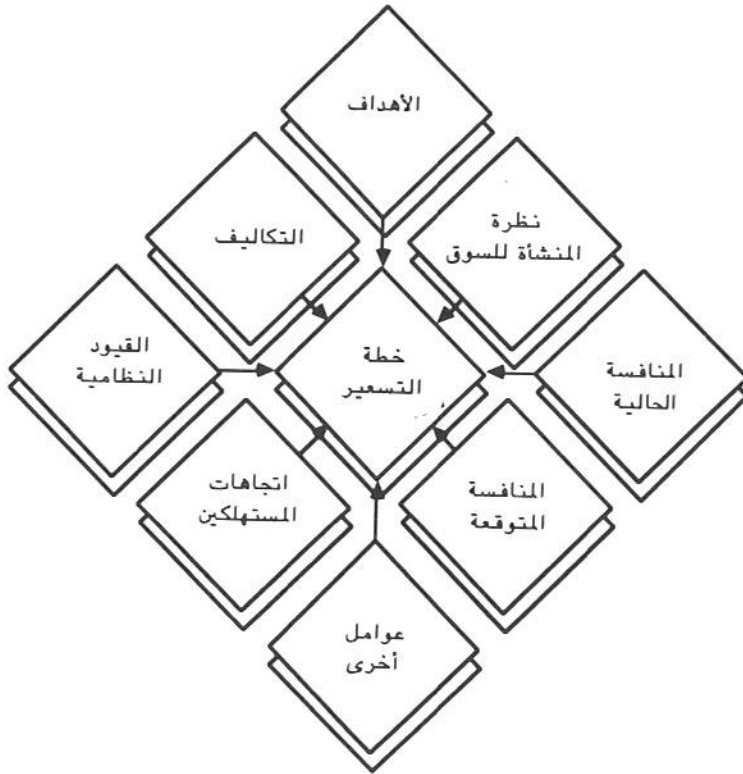 الأهداف
نظرة
المنشأة للسوق
التكاليف
المنافسة
الحالية
خطة
التسعير
القيود
النظامية
المنافسة
المتوقعة
اتجاهات
المستهلكين
عوامل
أخرى